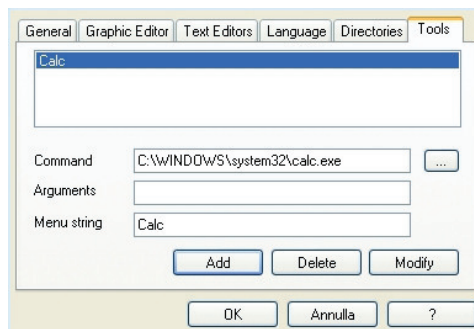 General Graphic Editor Text Editors Language Directories Tools
Calc
Command C:\WINDOWS\system32\calc.exe ...
Arguments
Menu string Calc
Add Delete Modify
OK Annulla ?